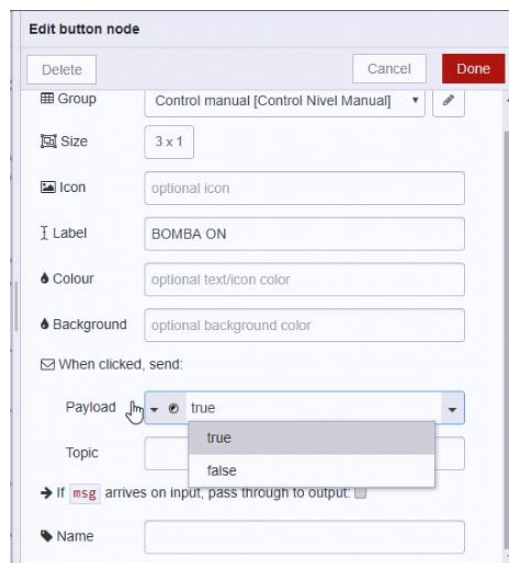 Edit button node
Delete Cancel Done
Group Control manual [Control Nivel Manual]
Size 3 x 1
Icon optional icon
Label BOMBA ON
Colour optional text/icon color
Background optional background color
When clicked, send:
Payload true
true
Topic
false
If msg arrives on input, pass through to output:
Name